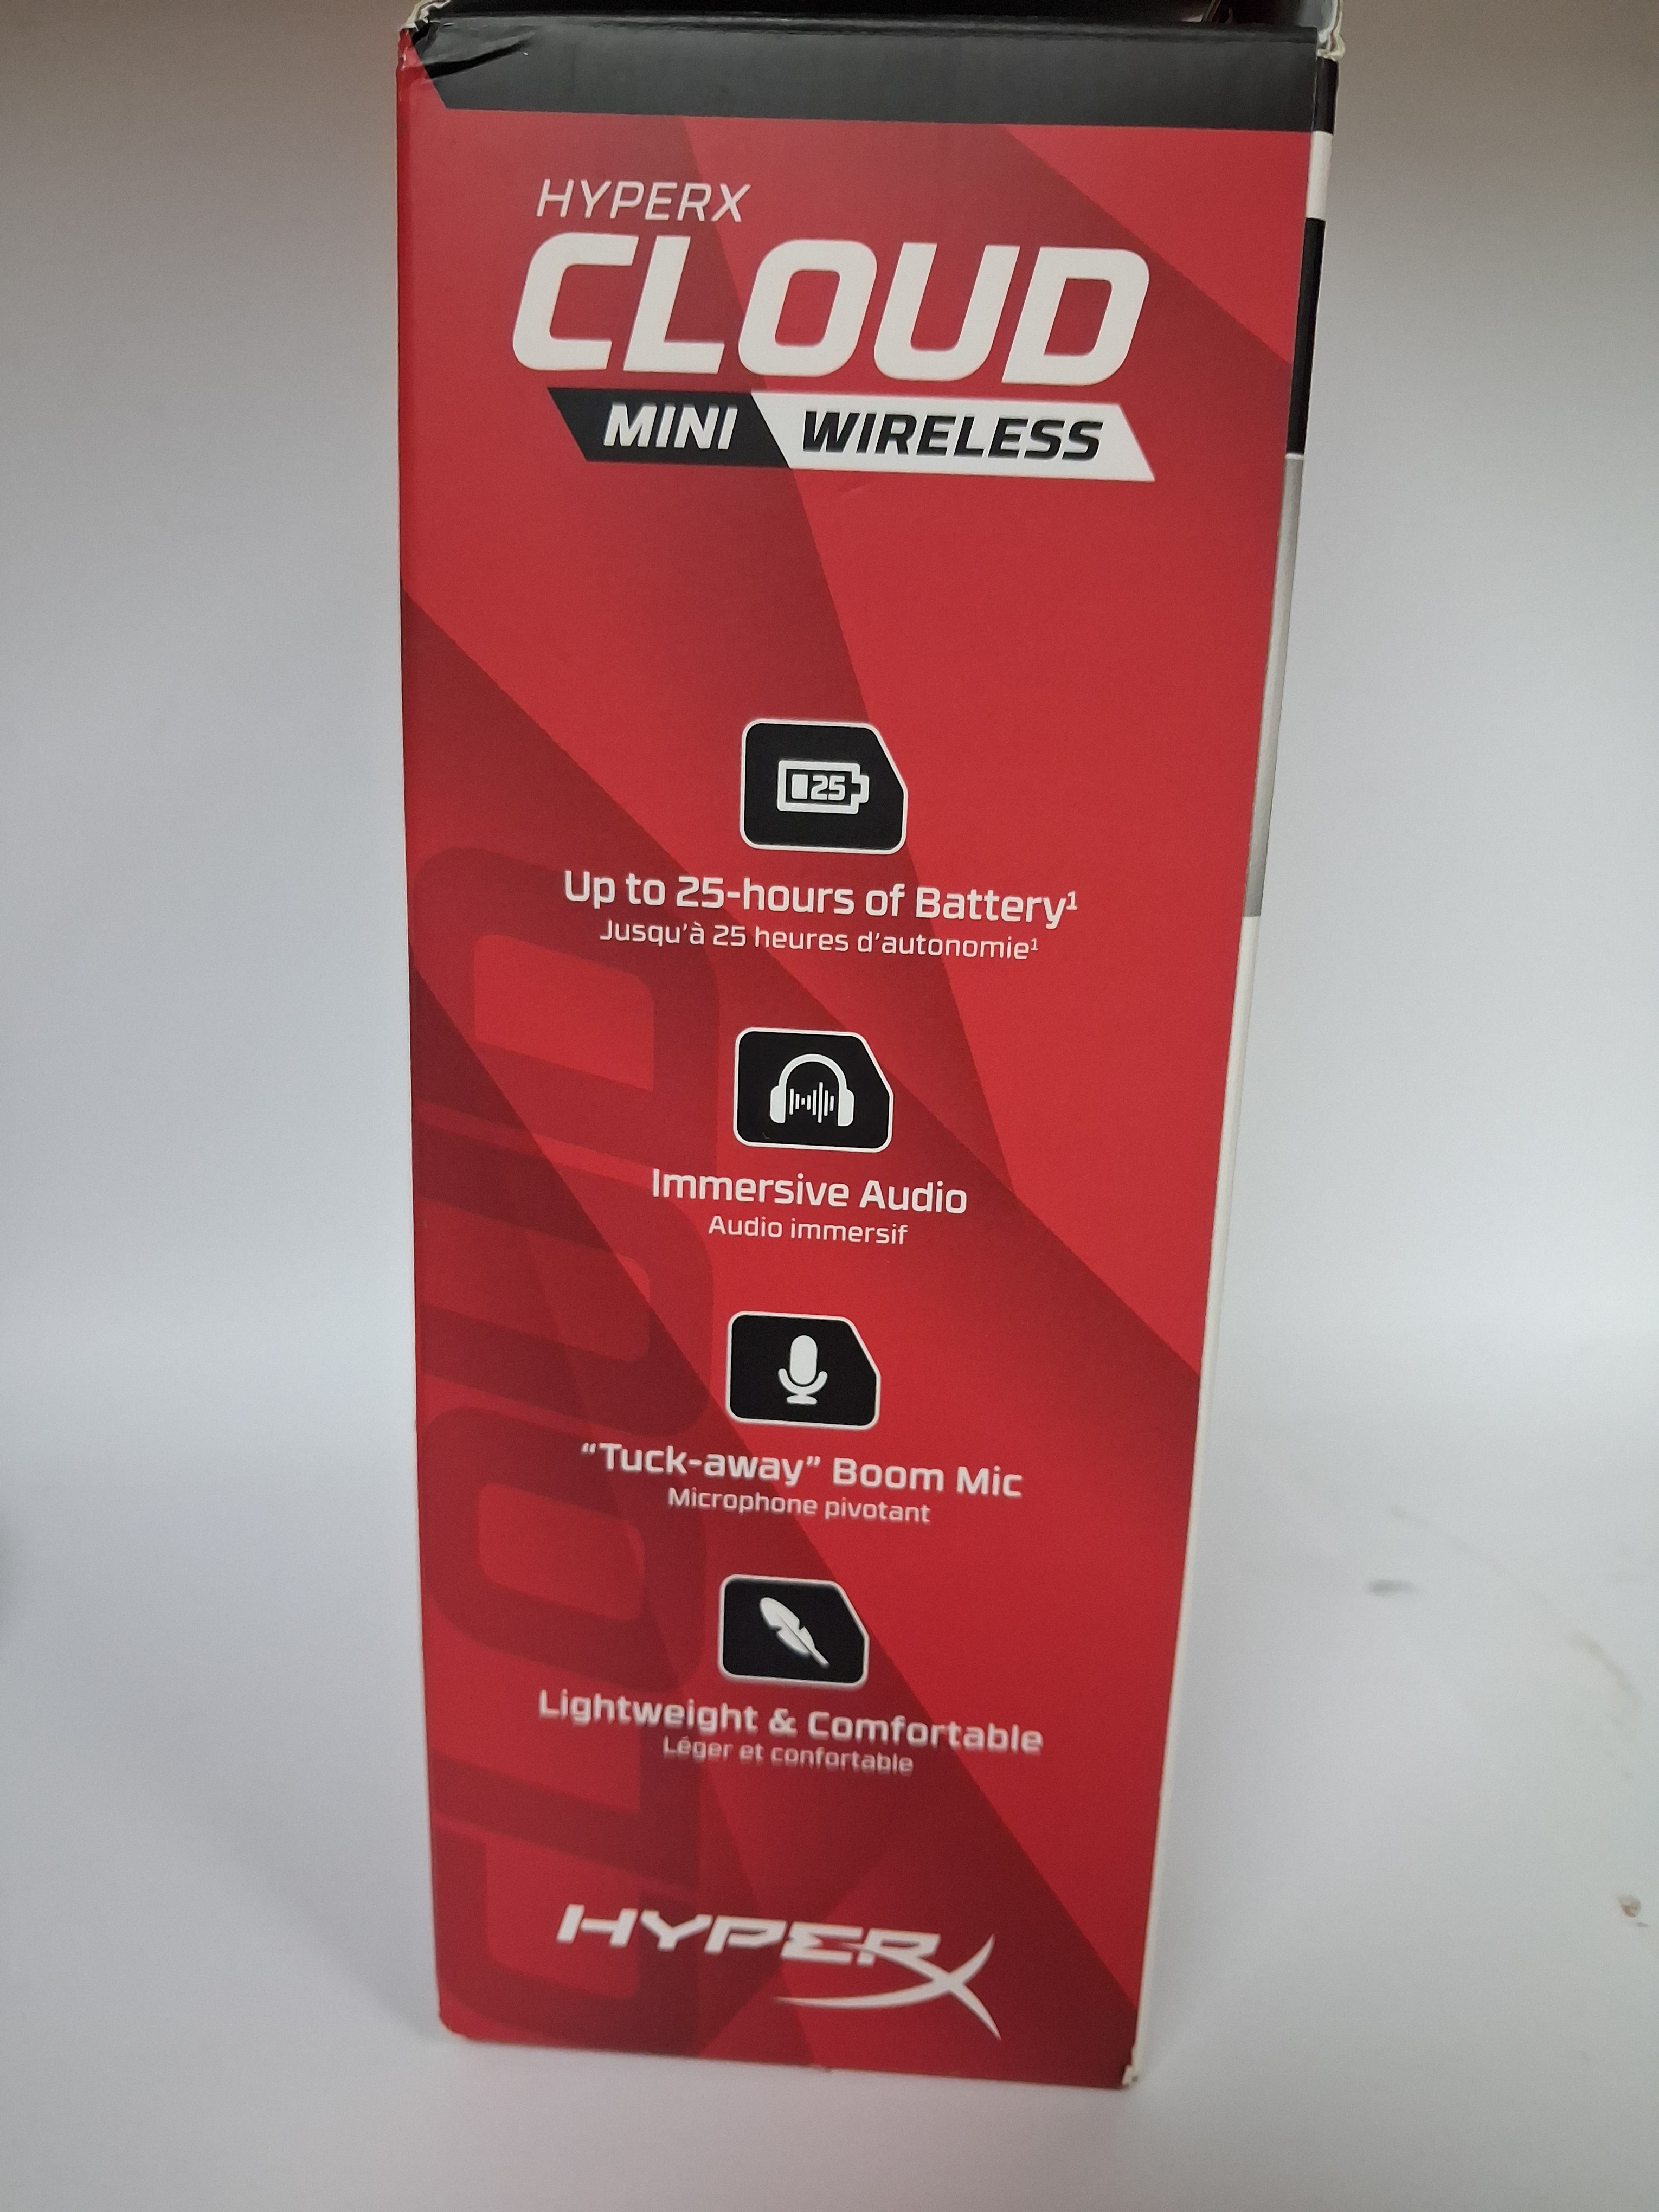 HYPERX
CLOUD
MINI WIRELESS
25
Up to 25-hours of Battery¹
Jusqu'à 25 heures d'autonomie¹
Immersive Audio
Audio immersif
“Tuck-away” Boom Mic
Microphone pivotant
Lightweight & Comfortable
Léger et confortable
CLOUD
HYPERX